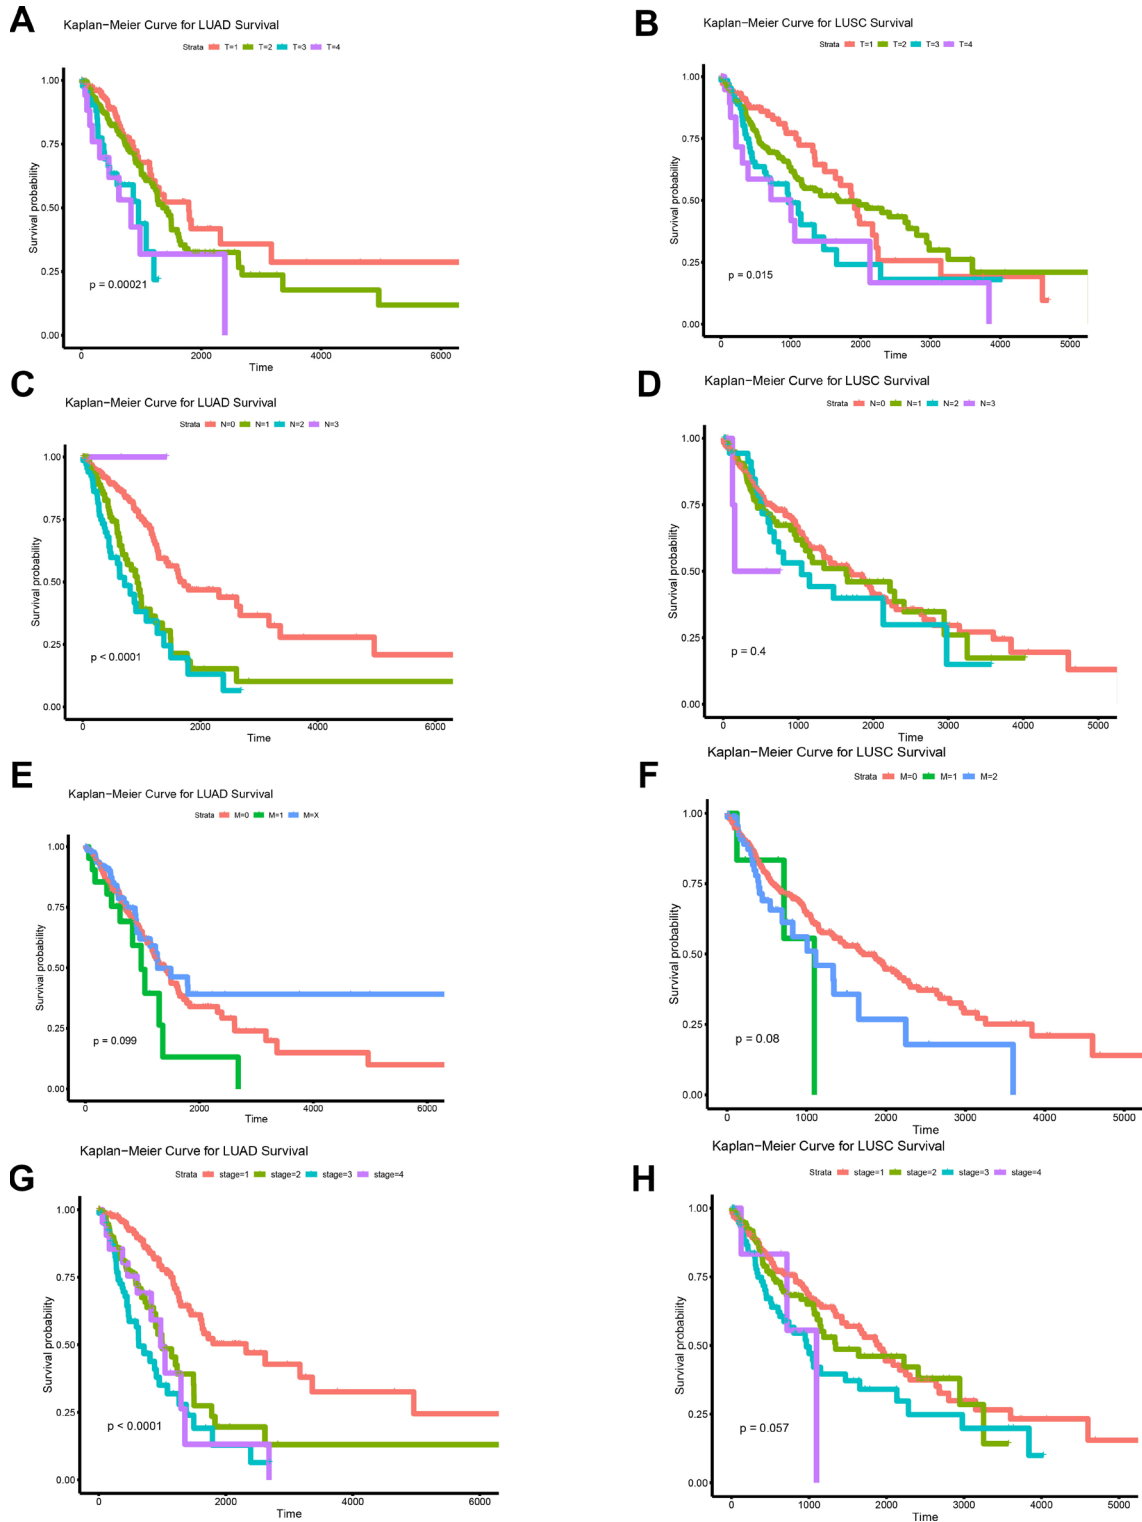 A
Kaplan−Meier Curve for LUAD Survival
Strata T=1 T=2 T=3 T=4
1.00
0.75
0.50
0.25
0.00
Survival probability
p = 0.00021
0 2000 4000 6000
Time
B
Kaplan−Meier Curve for LUSC Survival
Strata T=1 T=2 T=3 T=4
1.00
0.75
0.50
0.25
0.00
Survival probability
p = 0.015
0 1000 2000 3000 4000 5000
Time
C
Kaplan−Meier Curve for LUAD Survival
Strata N=0 N=1 N=2 N=3
1.00
0.75
0.50
0.25
0.00
Survival probability
p < 0.0001
0 2000 4000 6000
Time
D
Kaplan−Meier Curve for LUSC Survival
Strata N=0 N=1 N=2 N=3
1.00
0.75
0.50
0.25
0.00
Survival probability
p = 0.4
0 1000 2000 3000 4000 5000
Time
E
Kaplan−Meier Curve for LUAD Survival
Strata M=0 M=1 M=X
1.00
0.75
0.50
0.25
0.00
Survival probability
p = 0.099
0 2000 4000 6000
Time
F
Kaplan−Meier Curve for LUSC Survival
Strata M=0 M=1 M=2
1.00
0.75
0.50
0.25
0.00
Survival probability
p = 0.08
0 1000 2000 3000 4000 5000
Time
G
Kaplan−Meier Curve for LUAD Survival
Strata stage=1 stage=2 stage=3 stage=4
1.00
0.75
0.50
0.25
0.00
Survival probability
p < 0.0001
0 2000 4000 6000
Time
H
Kaplan−Meier Curve for LUSC Survival
Strata stage=1 stage=2 stage=3 stage=4
1.00
0.75
0.50
0.25
0.00
Survival probability
p = 0.057
0 1000 2000 3000 4000 5000
Time